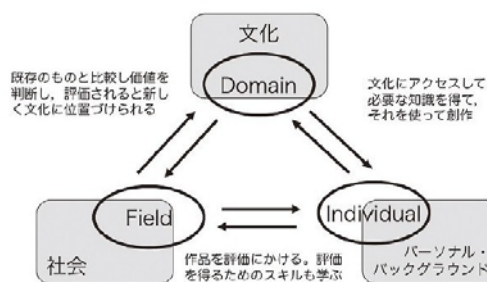 文化
Domain
既存のものと比較し価値を
判断し，評価されると新し
く文化に位置づけられる
文化にアクセスして
必要な知識を得て，
それを使って創作
Field
社会
Individual
パーソナル・
バックグラウンド
作品を評価にかける。評価
を得るためのスキルも学ぶ